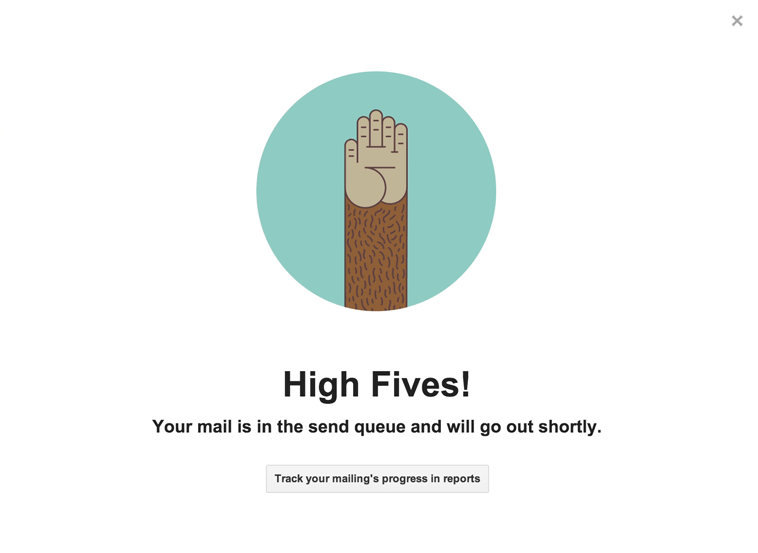 High Fives!
Your mail is in the send queue and will go out shortly.
Track your mailing's progress in reports